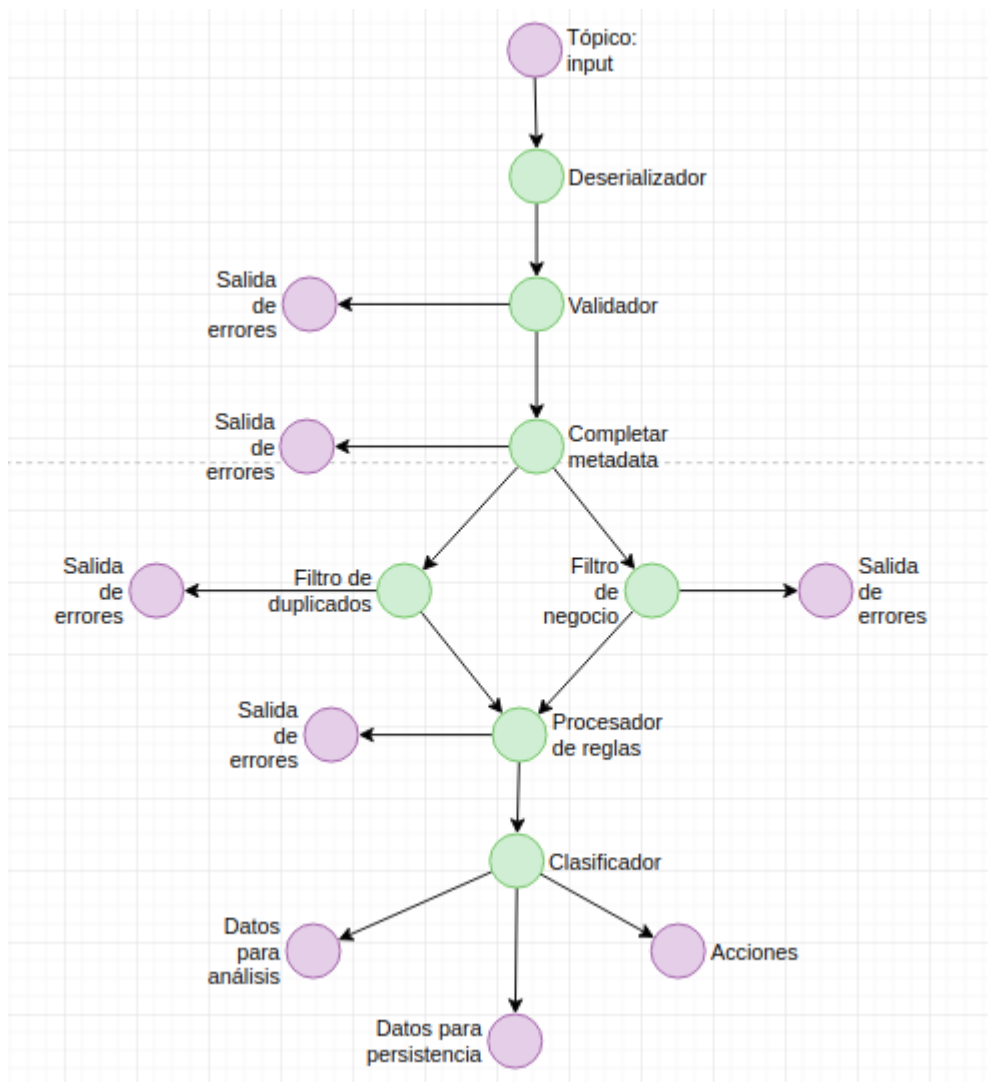 Tópico:
input
Deserializador
Salida
de
errores
Validador
Salida
de
errores
Completar
metadata
Salida
de
errores
Filtro de
duplicados
Filtro
de
negocio
Salida
de
errores
Salida
de
errores
Procesador
de reglas
Clasificador
Datos
para
análisis
Acciones
Datos para
persistencia